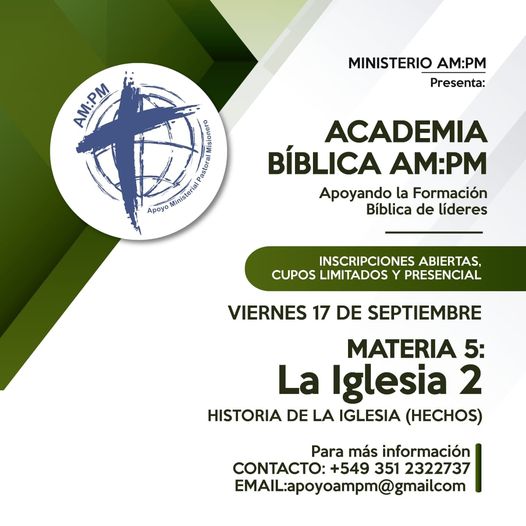 MINISTERIO AM:PM
Presenta:
AM:PM
Apoyo Ministerial Pastoral Misionero
ACADEMIA
BÍBLICA AM:PM
Apoyando la Formación
Bíblica de líderes
INSCRIPCIONES ABIERTAS,
CUPOS LIMITADOS Y PRESENCIAL
VIERNES 17 DE SEPTIEMBRE
MATERIA 5:
La Iglesia 2
HISTORIA DE LA IGLESIA (HECHOS)
Para más información
CONTACTO: +549 351 2322737
EMAIL:apoyoampm@gmailcom